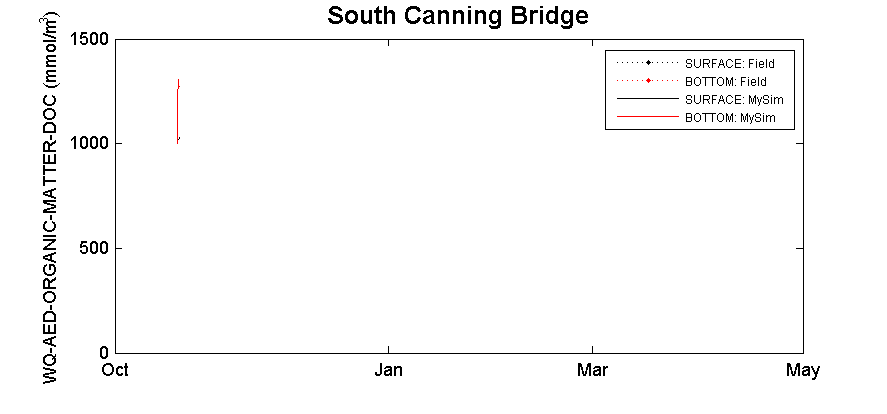 South Canning Bridge
WQ-AED-ORGANIC-MATTER-DOC (mmol/m³)
1500
1000
500
0
Oct
Jan
Mar
May
SURFACE: Field
BOTTOM: Field
SURFACE: MySim
BOTTOM: MySim